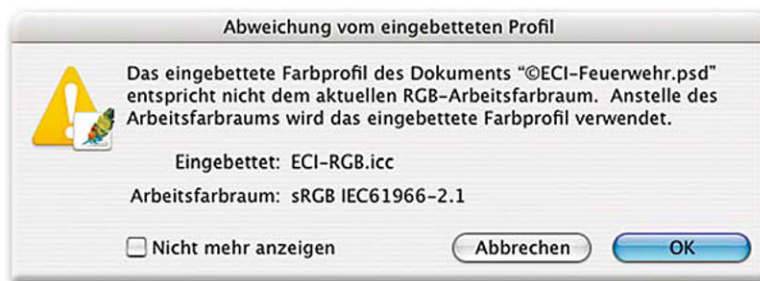 Abweichung vom eingebetteten Profil
Das eingebettete Farbprofil des Dokuments “©ECI-Feuerwehr.psd”
entspricht nicht dem aktuellen RGB-Arbeitsfarbraum. Anstelle des
Arbeitsfarbraums wird das eingebettete Farbprofil verwendet.
Eingebettet: ECI-RGB.icc
Arbeitsfarbraum: sRGB IEC61966-2.1
Nicht mehr anzeigen Abbrechen OK